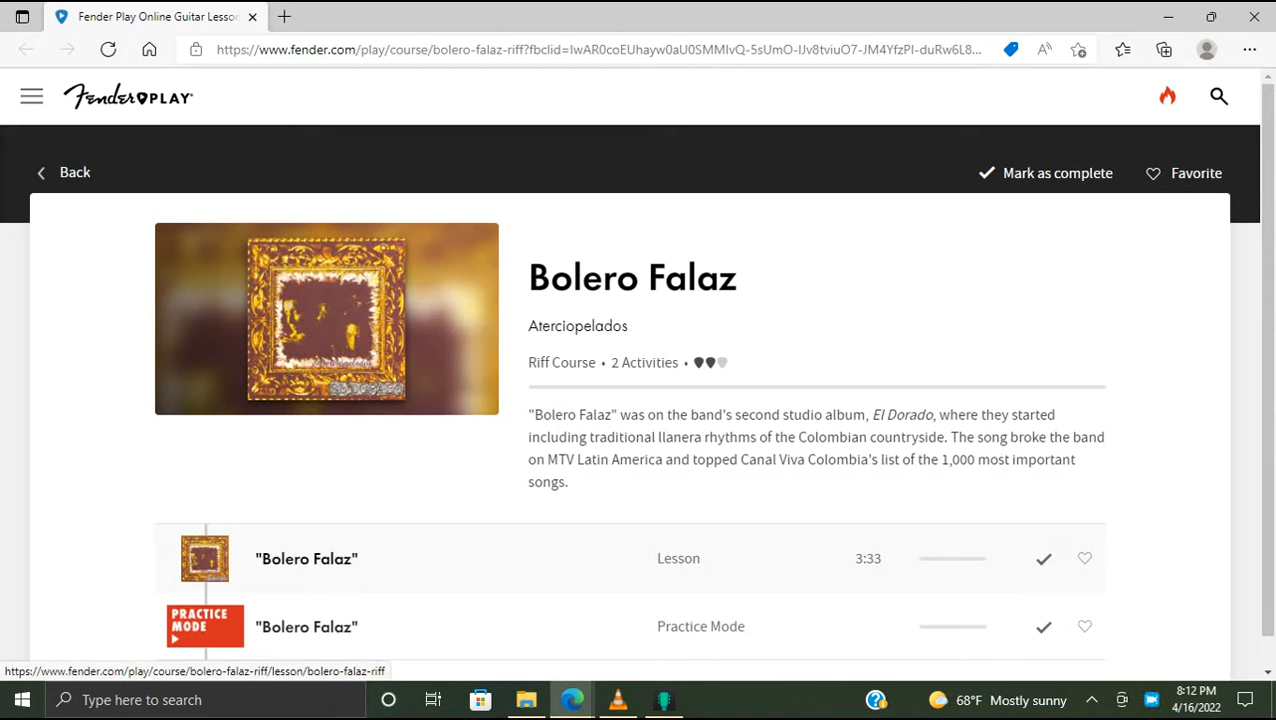 Fender Play Online Guitar Lesson
https://www.fender.com/play/course/bolero-falaz-riff?fbclid=IwAR0coEUhayw0aU0SMMlvQ-5sUmO-IJv8tviuO7-JM4YfzPI-duRw6L8...
Fender PLAY
Back
Mark as complete
Favorite
Bolero Falaz
Aterciopelados
Riff Course • 2 Activities •
"Bolero Falaz" was on the band's second studio album, El Dorado, where they started
including traditional llanera rhythms of the Colombian countryside. The song broke the band
on MTV Latin America and topped Canal Viva Colombia's list of the 1,000 most important
songs.
"Bolero Falaz" Lesson 3:33
PRACTICE
MODE
"Bolero Falaz" Practice Mode
https://www.fender.com/play/course/bolero-falaz-riff/lesson/bolero-falaz-riff
Type here to search
68°F Mostly sunny
8:12 PM
4/16/2022